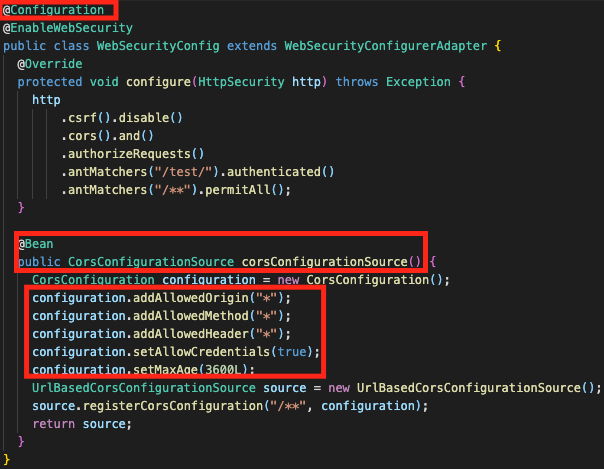 @Configuration
@EnableWebSecurity
public class WebSecurityConfig extends WebSecurityConfigurerAdapter {
@Override
protected void configure(HttpSecurity http) throws Exception {
http
.csrf().disable()
.cors().and()
.authorizeRequests()
.antMatchers("/test/").authenticated()
.antMatchers("/**").permitAll();
}
@Bean
public CorsConfigurationSource corsConfigurationSource() {
CorsConfiguration configuration = new CorsConfiguration();
configuration.addAllowedOrigin("*");
configuration.addAllowedMethod("*");
configuration.addAllowedHeader("*");
configuration.setAllowCredentials(true);
configuration.setMaxAge(3600L);
UrlBasedCorsConfigurationSource source = new UrlBasedCorsConfigurationSource();
source.registerCorsConfiguration("/**", configuration);
return source;
}
}